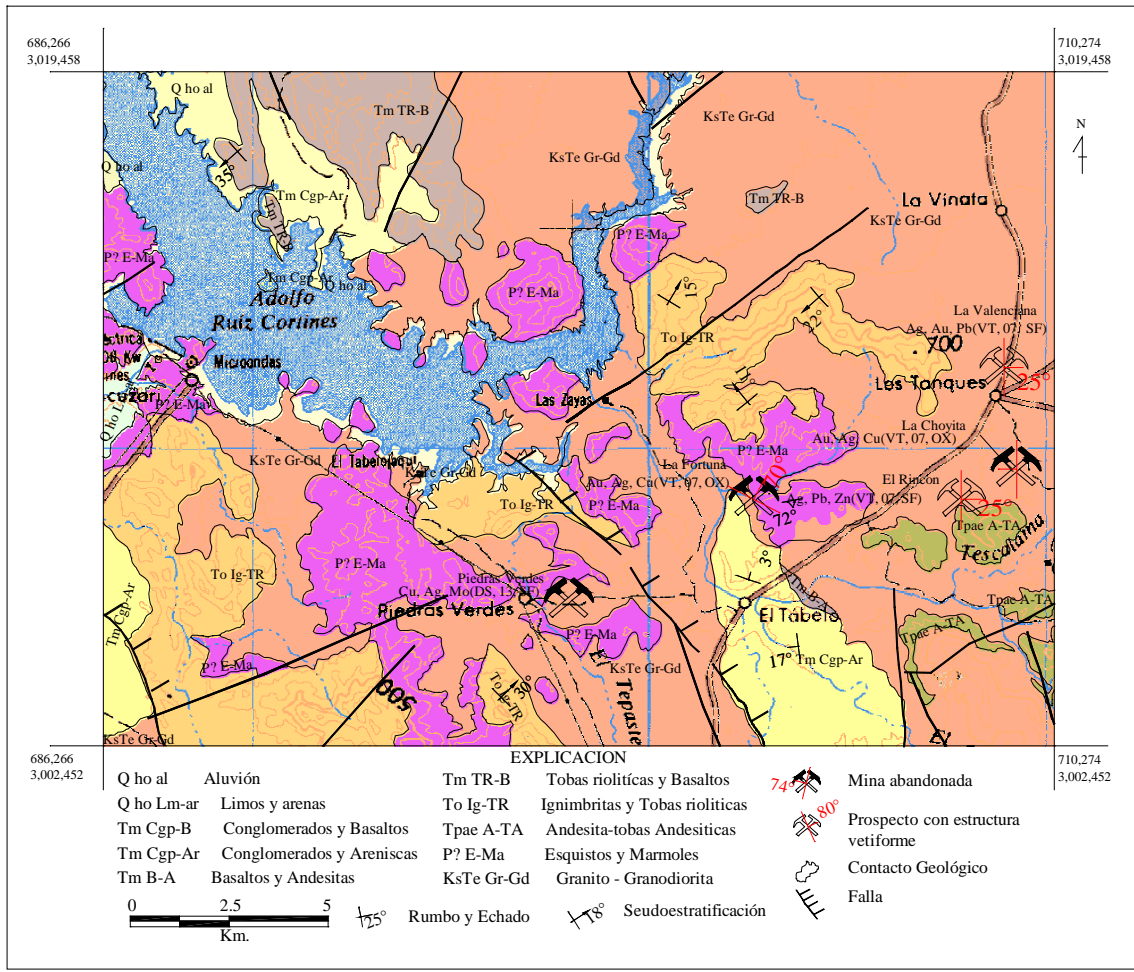 686,266
3,019,458
710,274
3,019,458
N
Q ho al
Tm TR-B
KsTe Gr-Gd
KsTe Gr-Gd
Q ho al
35°
Tm Cgp-Ar
Tm TR-B
La Vinata
KsTe Gr-Gd
Tm TR-B
P? E-Ma
P? E-Ma
Tm Cgp-Ar
Q ho al
Adolfo
Ruiz Cortines
P? E-Ma
15°
22°
La Valenciana
Ag, Au, Pb(VT, 07, SF)
To Ig-TR
700
Microondas
25°
Los Tanques
cuzari
P? E-Ma
Las Zayas
La Choyita
Au, Ag, Cu(VT, 07, OX)
P? E-Ma
KsTe Gr-Gd
KsTe Gr-Gd
La Fortuna
Au, Ag, Cu(VT, 07, OX)
El Rincón
Ag, Pb, Zn(VT, 07, SF)
To Ig-TR
P? E-Ma
72°
25°
Tpae A-TA
Tescalama
P? E-Ma
To Ig-TR
3°
Piedras Verdes
Cu, Ag, Mo(DS, 13, SF)
Piedras Verdes
Tm Cgp-Ar
Tm B-
El Tábelo
Tpae A-TA
Tpae A-TA
P? E-Ma
P? E-Ma
KsTe Gr-Gd
17°
Tm Cgp-Ar
500
To Ig-TR
30°
El Tepaste
KsTe Gr-Gd
El
686,266
3,002,452
710,274
3,002,452
EXPLICACION
Q ho al Aluvión
Q ho Lm-ar Limos y arenas
Tm Cgp-B Conglomerados y Basaltos
Tm Cgp-Ar Conglomerados y Areniscas
Tm B-A Basaltos y Andesitas
Tm TR-B Tobas riolitícas y Basaltos
To Ig-TR Ignimbritas y Tobas rioliticas
Tpae A-TA Andesita-tobas Andesiticas
P? E-Ma Esquistos y Marmoles
KsTe Gr-Gd Granito - Granodiorita
74° Mina abandonada
80° Prospecto con estructura
vetiforme
Contacto Geológico
Falla
0 2.5 5
Km.
25° Rumbo y Echado
18° Seudoestratificación